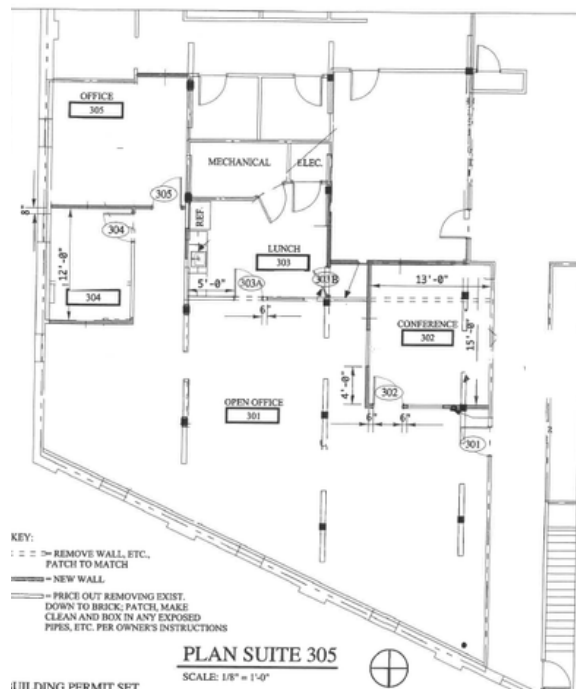 OFFICE
305
305
8"
304
12'-0"
304
MECHANICAL
ELEC.
REF.
LUNCH
303
5'-0"
303A
303B
6"
13'-0"
CONFERENCE
302
15'-0"
4'-0"
302
6"
6"
OPEN OFFICE
301
301
KEY:
= REMOVE WALL, ETC.,
PATCH TO MATCH
= NEW WALL
= PRICE OUT REMOVING EXIST.
DOWN TO BRICK; PATCH, MAKE
CLEAN AND BOX IN ANY EXPOSED
PIPES, ETC. PER OWNER'S INSTRUCTIONS
PLAN SUITE 305
SCALE: 1/8" = 1'-0"
BUILDING PERMIT SET